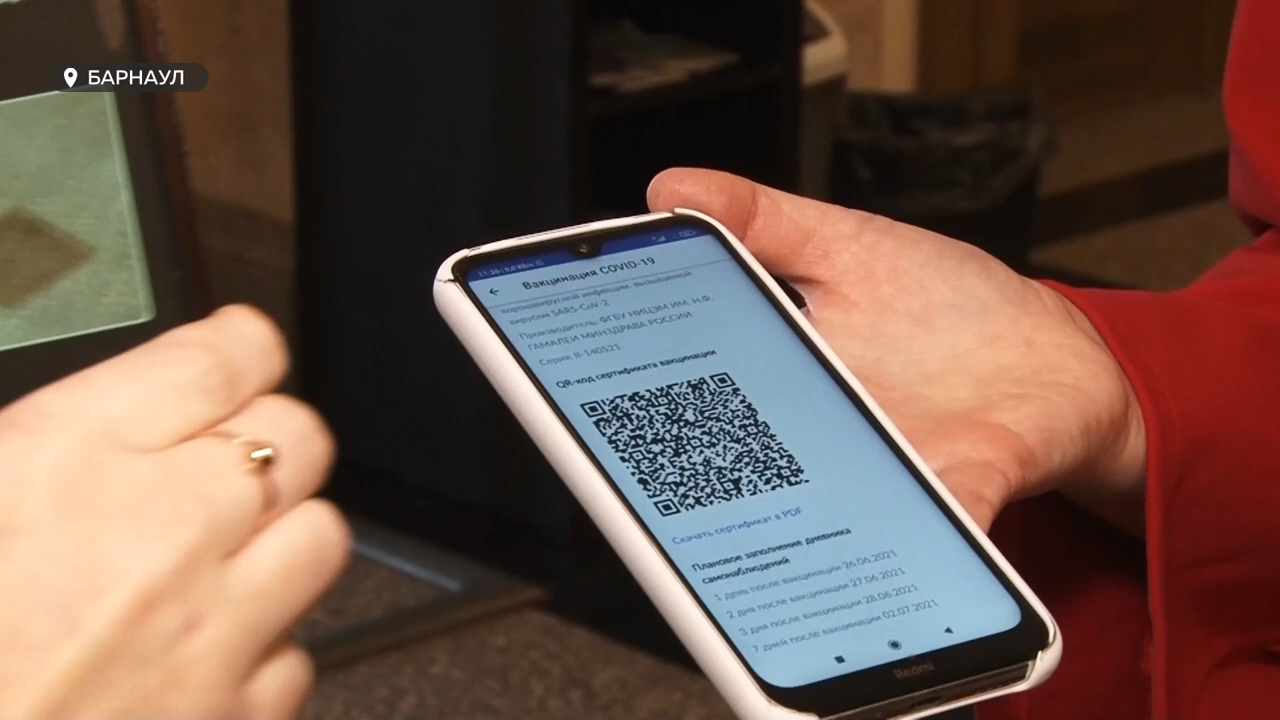 БАРНАУЛ
Вакцинация COVID-19
коронавирусной инфекции, вызываемой
вирусом SARS-CoV-2
Производитель: ФГБУ НИЦЭМ ИМ. Н.Ф.
ГАМАЛЕИ МИНЗДРАВА РОССИИ
Серия: II-140521
QR-код сертификата вакцинации
Скачать сертификат в PDF
Плановое заполнение дневника
самонаблюдений
1 день после вакцинации 26.06.2021
2 дня после вакцинации 27.06.2021
3 дня после вакцинации 28.06.2021
7 дней после вакцинации 02.07.2021
Redmi